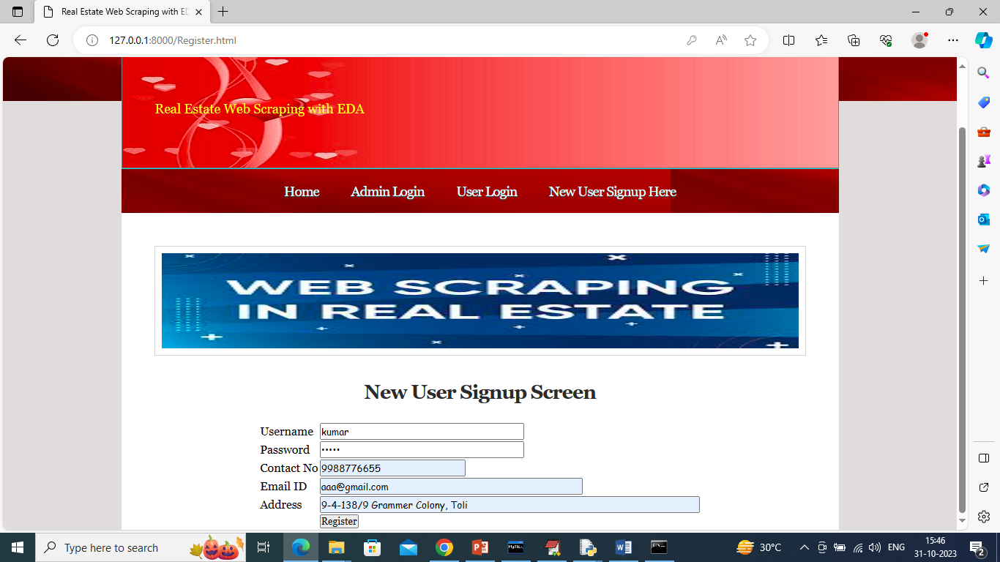 Real Estate Web Scraping with ED
127.0.0.1:8000/Register.html
Real Estate Web Scraping with EDA
Home Admin Login User Login New User Signup Here
WEB SCRAPING
IN REAL ESTATE
New User Signup Screen
Username kumar
Password •••••
Contact No 9988776655
Email ID aaa@gmail.com
Address 9-4-138/9 Grammer Colony, Toli
Register
Type here to search
30°C
ENG
15:46
31-10-2023
2